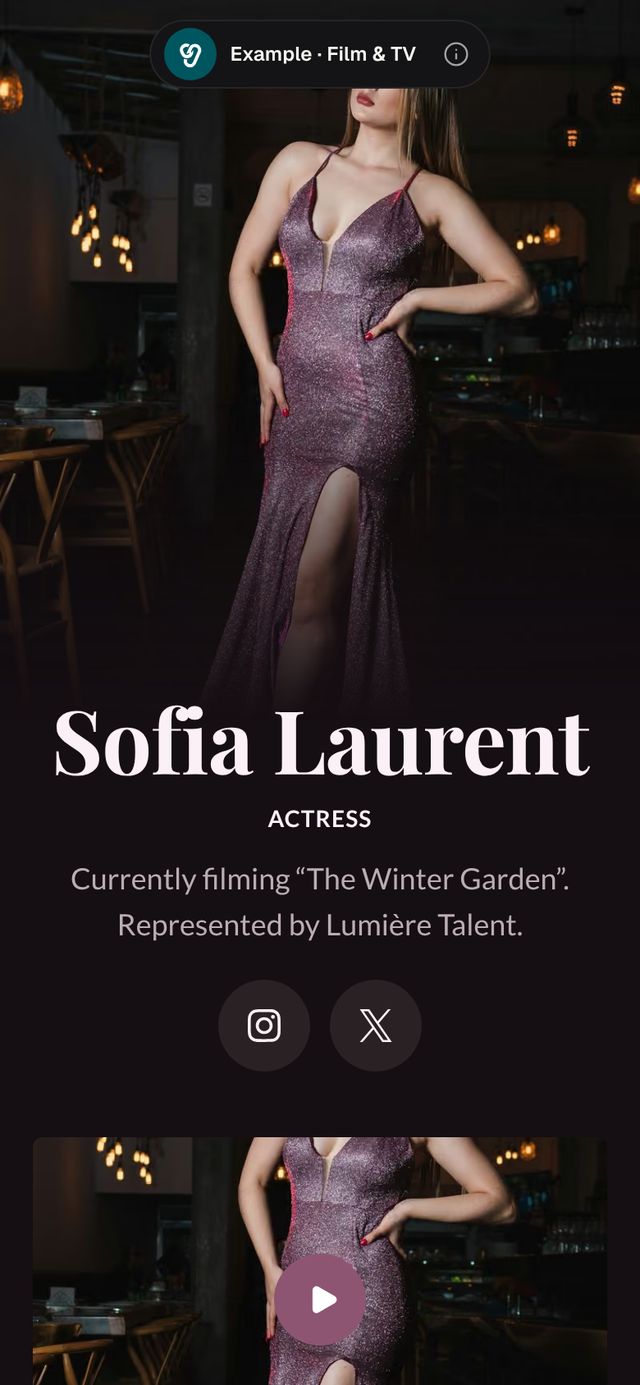 Example · Film & TV
Sofia Laurent
ACTRESS
Currently filming “The Winter Garden”.
Represented by Lumière Talent.